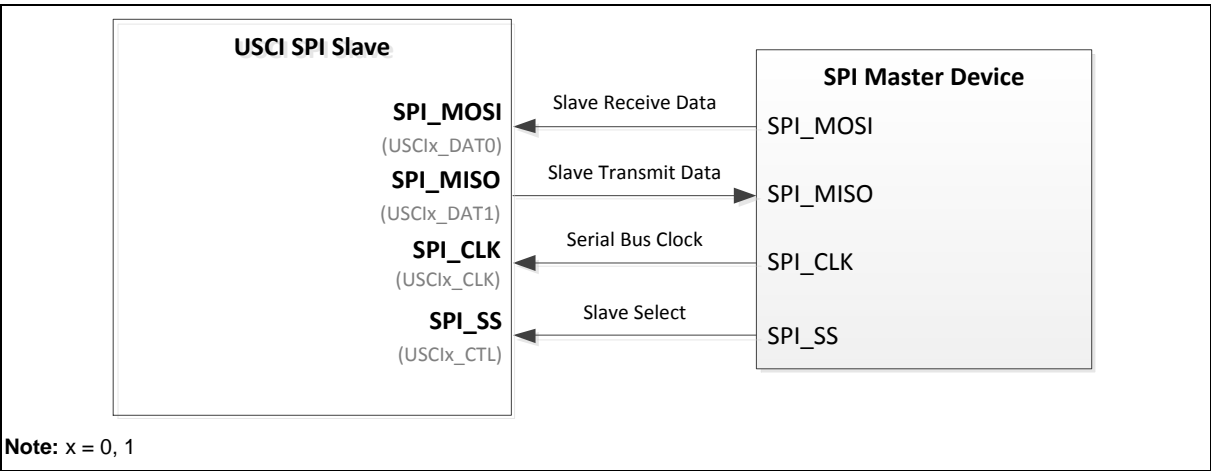 USCI SPI Slave
SPI Master Device
SPI_MOSI
(USCIx_DAT0)
Slave Receive Data
SPI_MOSI
SPI_MISO
(USCIx_DAT1)
Slave Transmit Data
SPI_MISO
SPI_CLK
(USCIx_CLK)
Serial Bus Clock
SPI_CLK
SPI_SS
(USCIx_CTL)
Slave Select
SPI_SS
Note: x = 0, 1